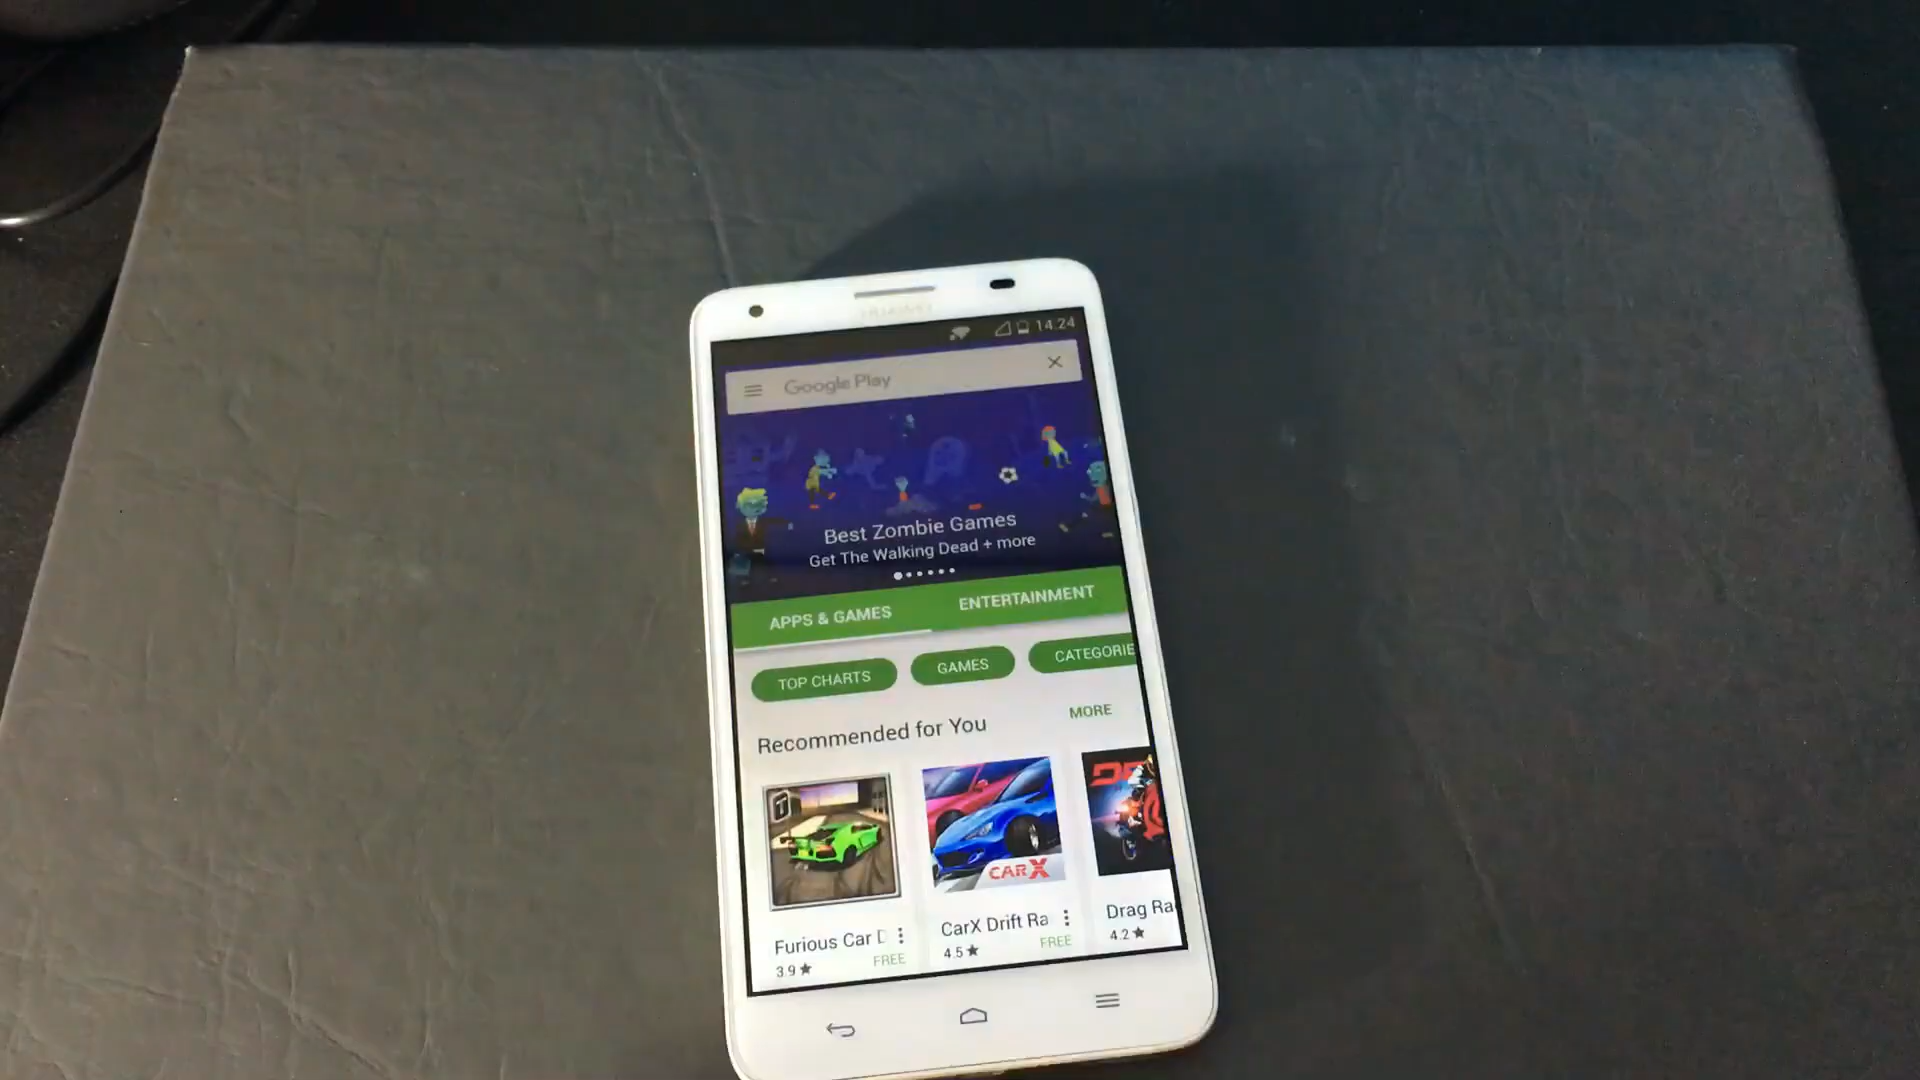 HUAWEI
14.24
Google Play
Best Zombie Games
Get The Walking Dead + more
APPS & GAMES
ENTERTAINMENT
TOP CHARTS
GAMES
CATEGORIE
Recommended for You
MORE
CARX
Furious Car D
3.9★
FREE
CarX Drift Ra
4.5★
FREE
Drag Ra
4.2★